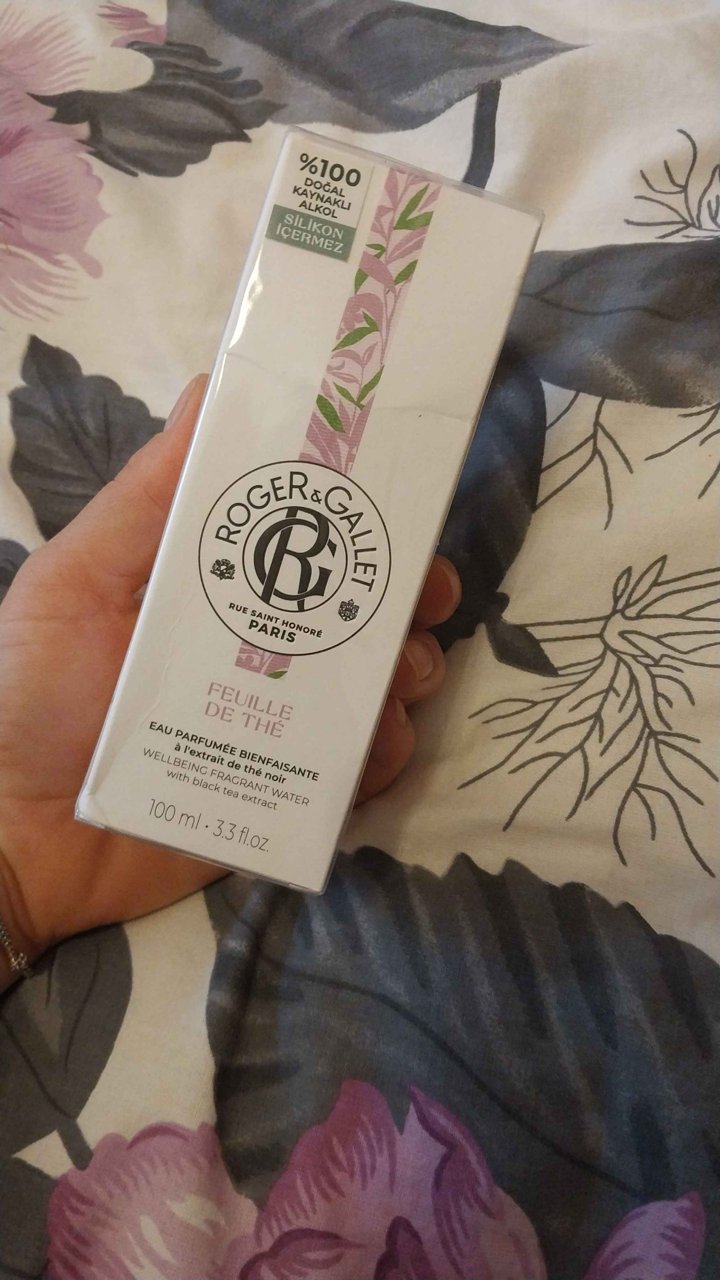 %100
DOĞAL
KAYNAKLI
ALKOL
SİLİKON
İÇERMEZ
ROGER & GALLET
RG
RUE SAINT HONORÉ
PARIS
FEUILLE
DE THÉ
EAU PARFUMÉE BIENFAISANTE
à l'extrait de thé noir
WELLBEING FRAGRANT WATER
with black tea extract
100 ml • 3.3 fl.oz.